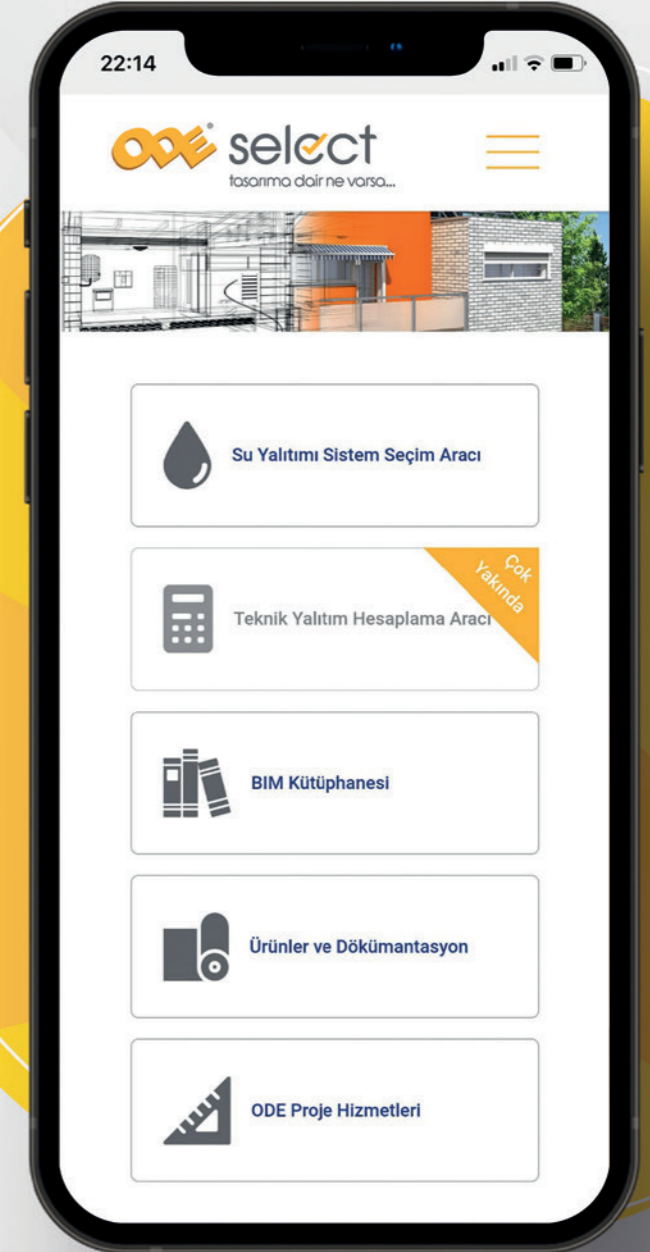 22:14
ODE select
tasarıma dair ne varsa...
Su Yalıtımı Sistem Seçim Aracı
Çok
Yakında
Teknik Yalıtım Hesaplama Aracı
BIM Kütüphanesi
Ürünler ve Dökümantasyon
ODE Proje Hizmetleri